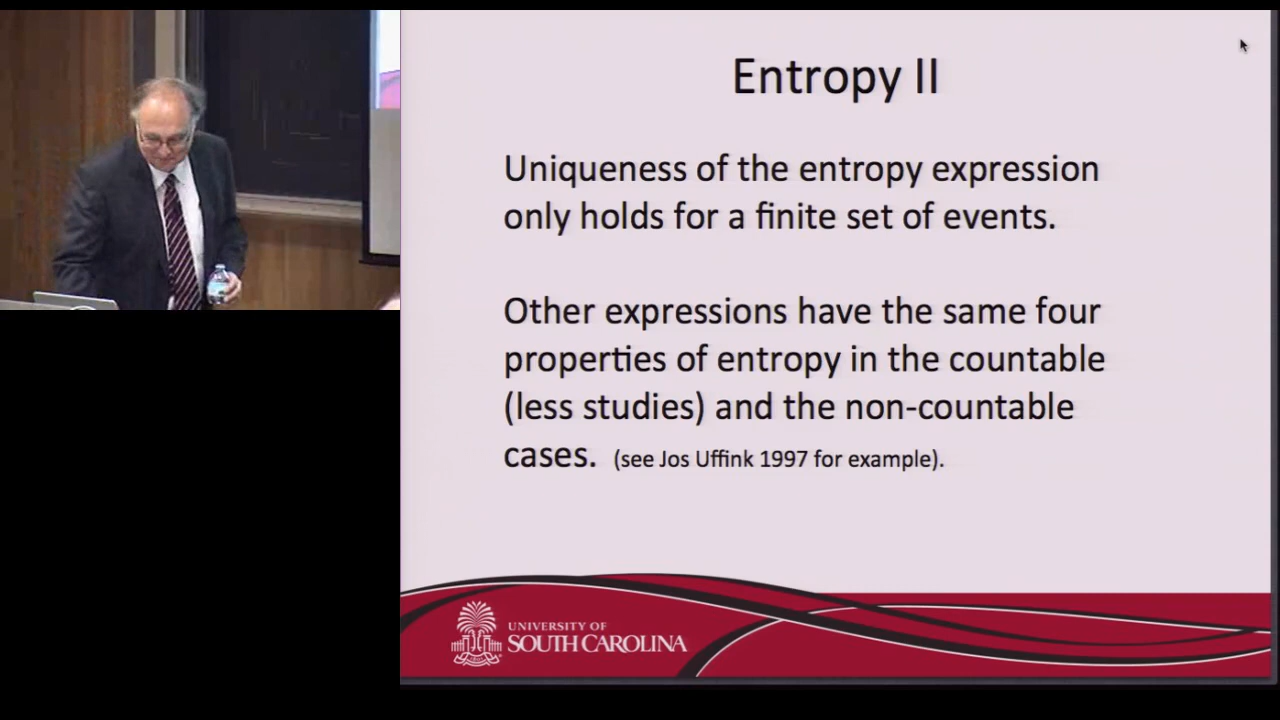 Entropy II
Uniqueness of the entropy expression
only holds for a finite set of events.
Other expressions have the same four
properties of entropy in the countable
(less studies) and the non-countable
cases. (see Jos Uffink 1997 for example).
UNIVERSITY OF
SOUTH CAROLINA